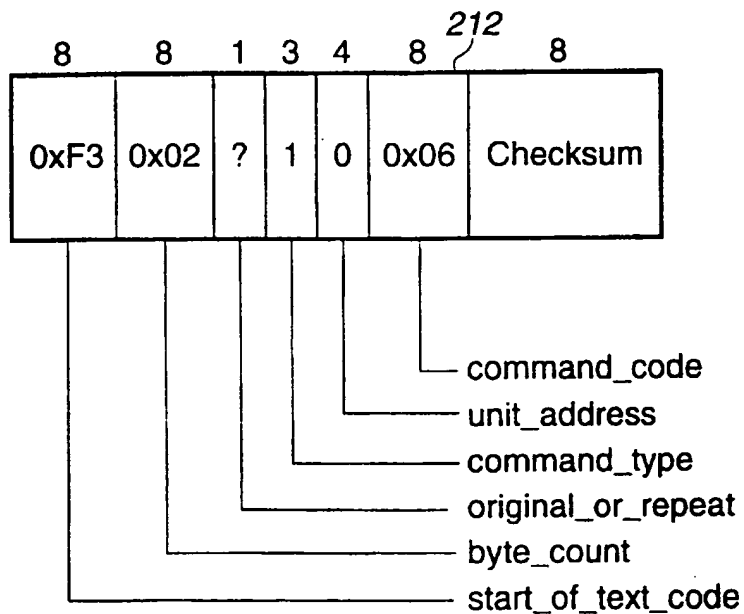 212
8 8 1 3 4 8 8
0xF3 0x02 ? 1 0 0x06 Checksum
command_code
unit_address
command_type
original_or_repeat
byte_count
start_of_text_code